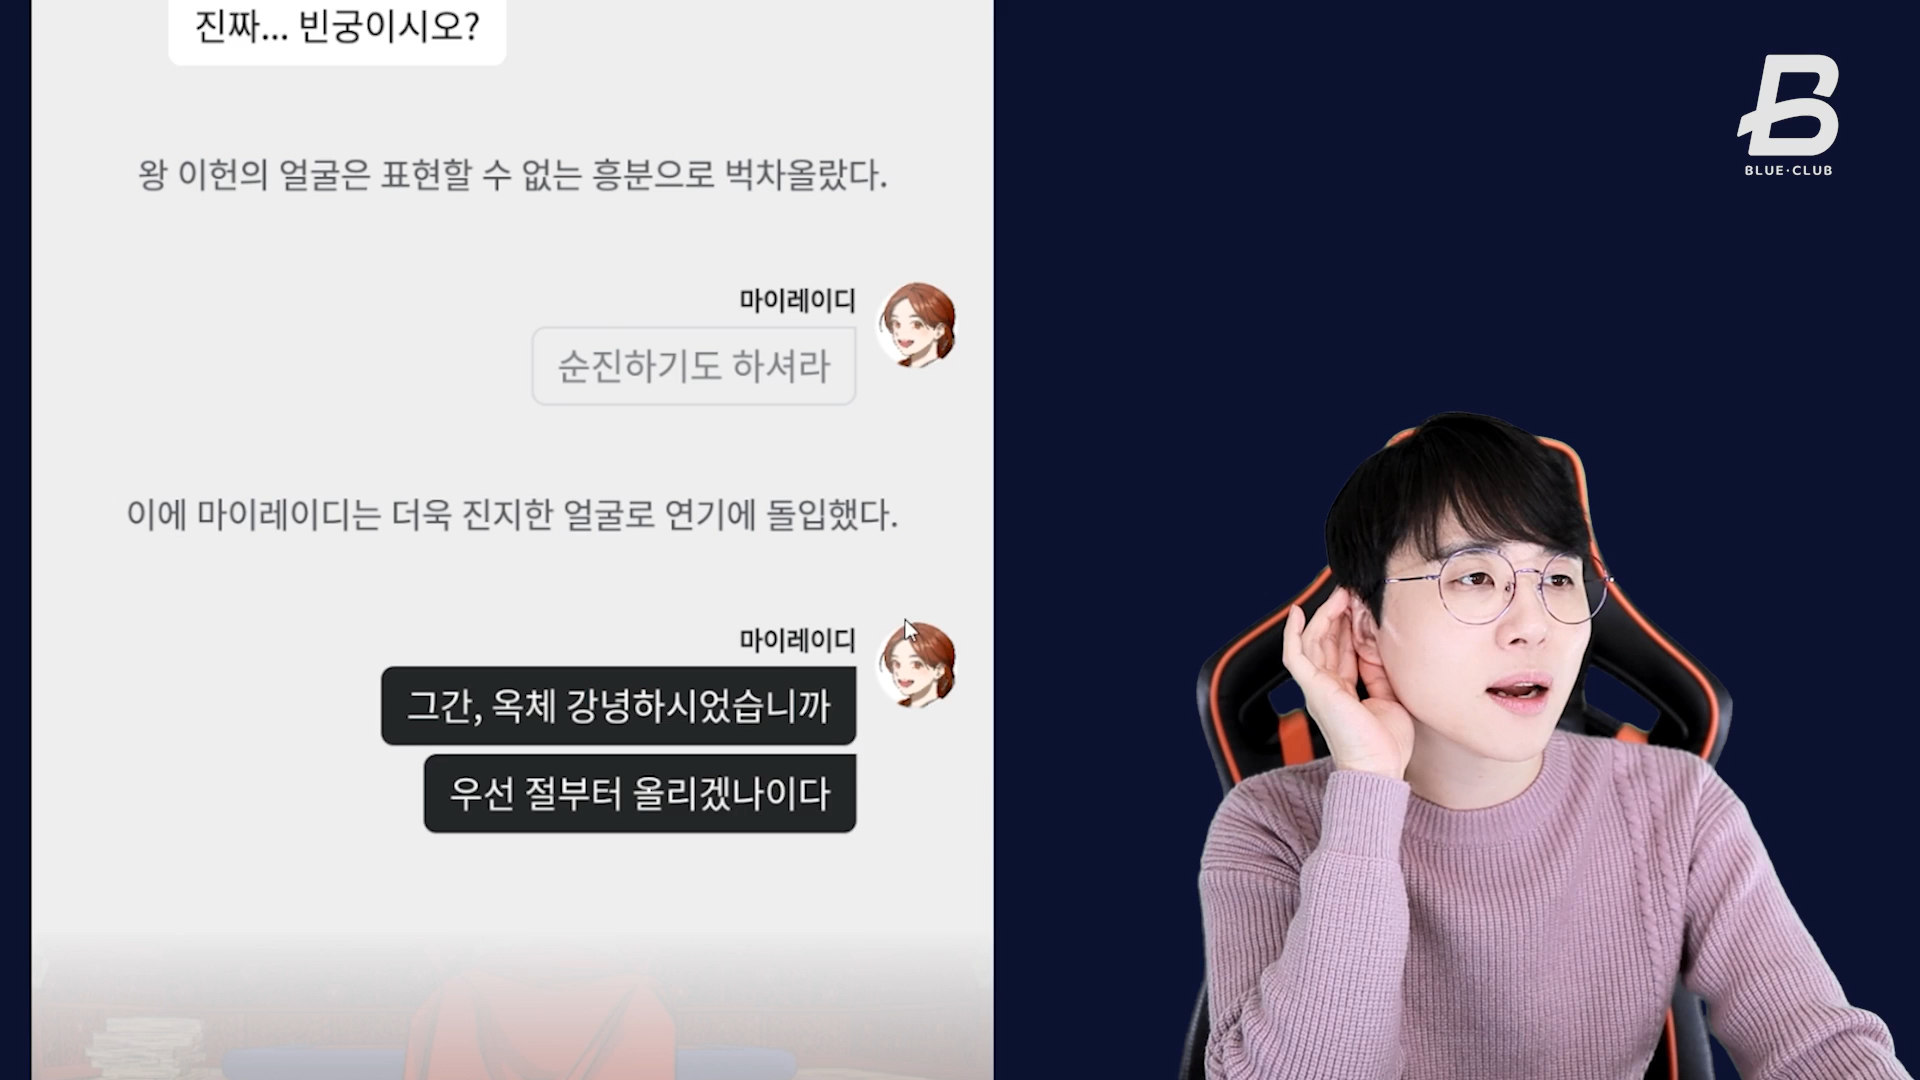 진짜... 빈궁이시오?
왕 이헌의 얼굴은 표현할 수 없는 흥분으로 벅차올랐다.
마이레이디
순진하기도 하셔라
이에 마이레이디는 더욱 진지한 얼굴로 연기에 돌입했다.
마이레이디
그간, 옥체 강녕하시었습니까
우선 절부터 올리겠나이다
B
BLUE·CLUB